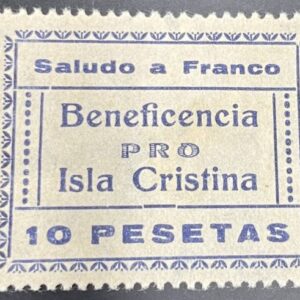 Saludo a Franco
Beneficencia
PRO
Isla Cristina
10 PESETAS